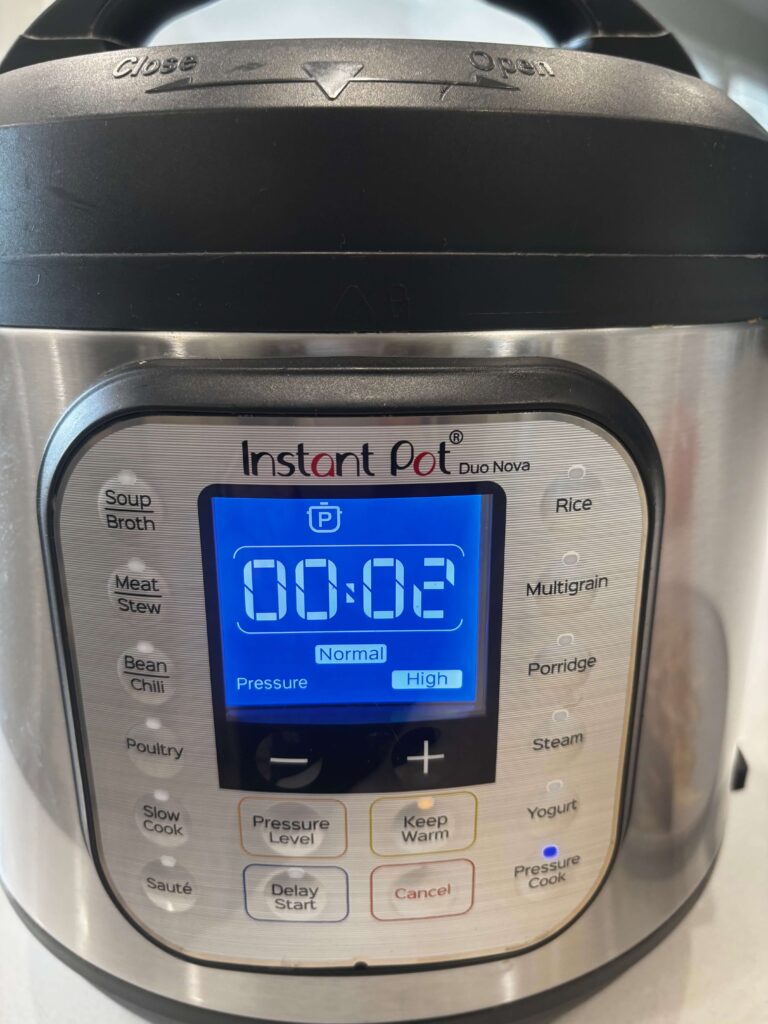 Close Open
Instant Pot® Duo Nova
Soup
Broth
Meat
Stew
Bean
Chili
Poultry
Slow
Cook
Sauté
P
00:02
Normal
Pressure High
− +
Pressure
Level
Keep
Warm
Delay
Start
Cancel
Rice
Multigrain
Porridge
Steam
Yogurt
Pressure
Cook